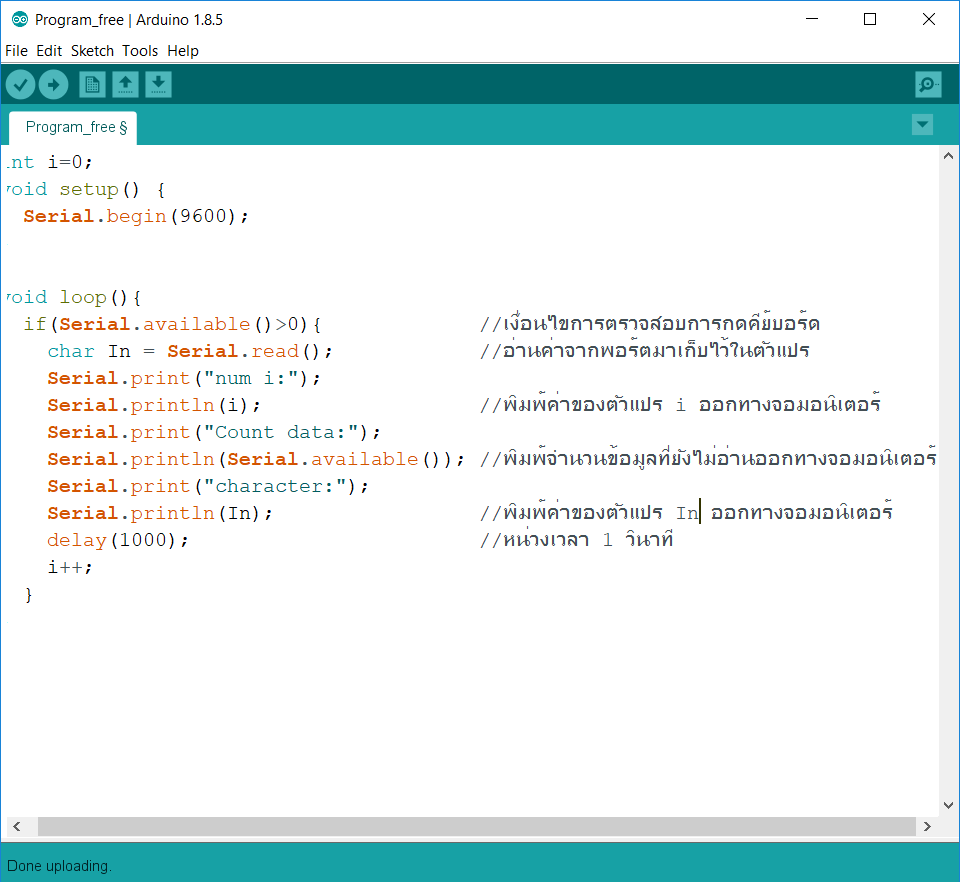 Program_free | Arduino 1.8.5
File Edit Sketch Tools Help
Program_free §
int i=0;
void setup() {
Serial.begin(9600);
void loop(){
if(Serial.available()>0){ //เงื่อนไขการตรวจสอบการกดคีย์บอร์ด
char In = Serial.read(); //อ่านค่าจากพอร์ตมาเก็บไว้ในตัวแปร
Serial.print("num i:");
Serial.println(i); //พิมพ์ค่าของตัวแปร i ออกทางจอมอนิเตอร์
Serial.print("Count data:");
Serial.println(Serial.available()); //พิมพ์จำนวนข้อมูลที่ยังไม่อ่านออกทางจอมอนิเตอร์
Serial.print("character:");
Serial.println(In); //พิมพ์ค่าของตัวแปร In ออกทางจอมอนิเตอร์
delay(1000); //หน่วงเวลา 1 วินาที
i++;
}
Done uploading.